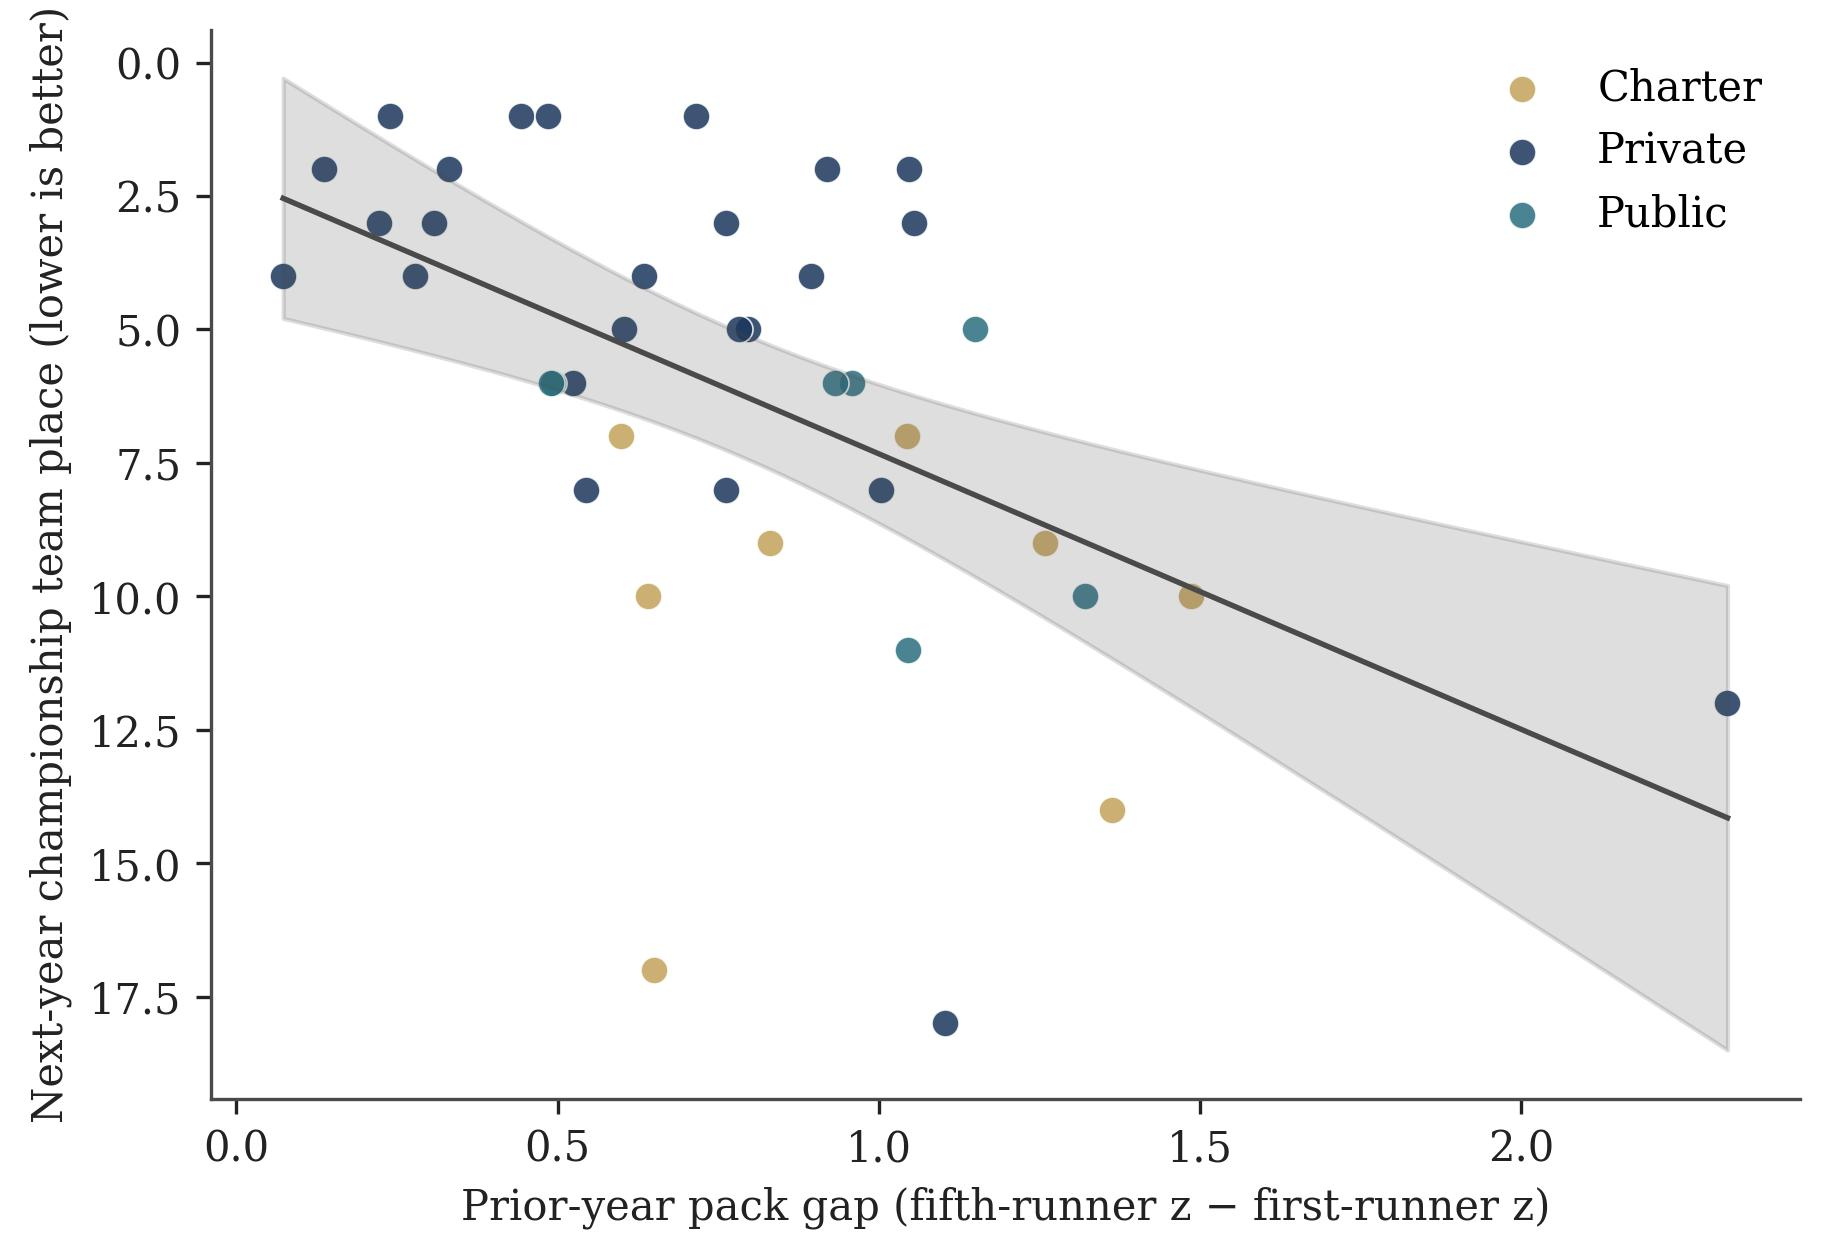 Next-year championship team place (lower is better)
0.0
2.5
5.0
7.5
10.0
12.5
15.0
17.5
Charter
Private
Public
0.0 0.5 1.0 1.5 2.0
Prior-year pack gap (fifth-runner z − first-runner z)